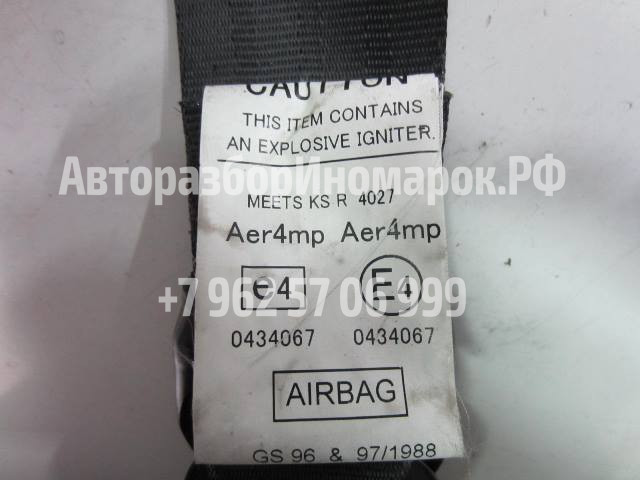 CAUTION
THIS ITEM CONTAINS
AN EXPLOSIVE IGNITER.
АвторазборИномарок.РФ
MEETS KS R 4027
Aer4mp Aer4mp
e4 E4
+7 962 57 06 999
0434067 0434067
AIRBAG
GS 96 & 97/1988